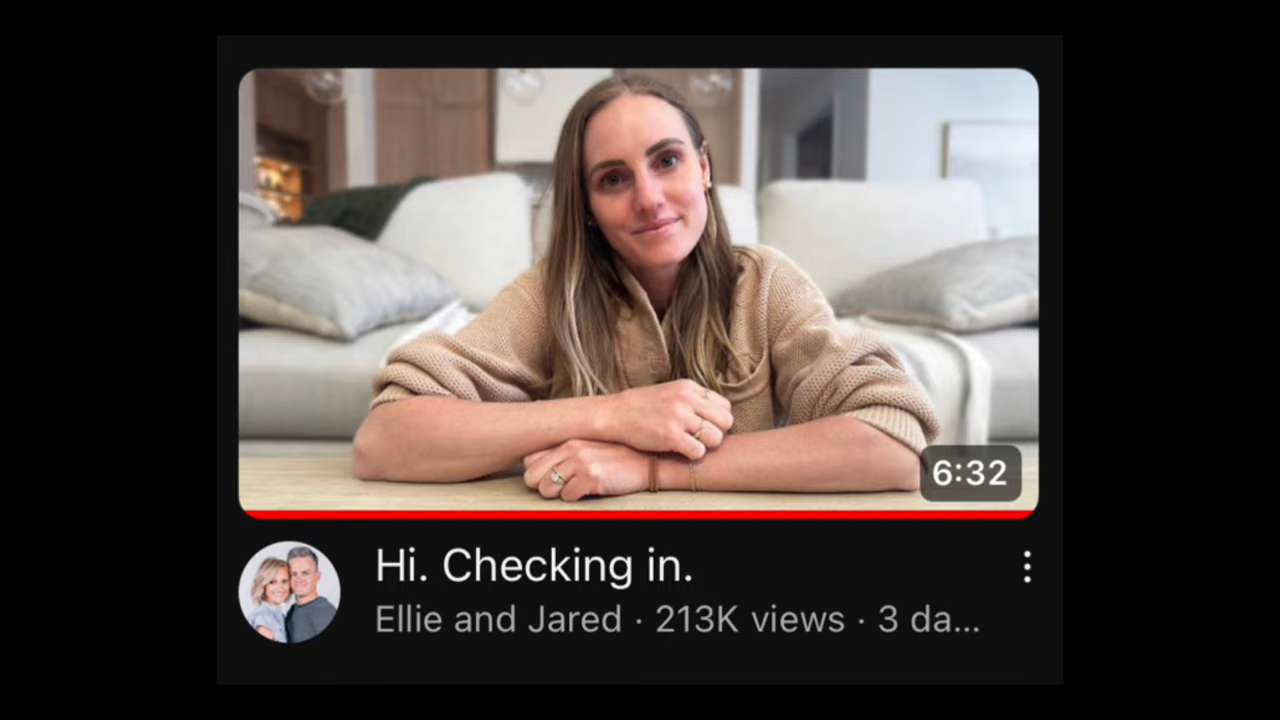 6:32
Hi. Checking in.
Ellie and Jared · 213K views · 3 da...